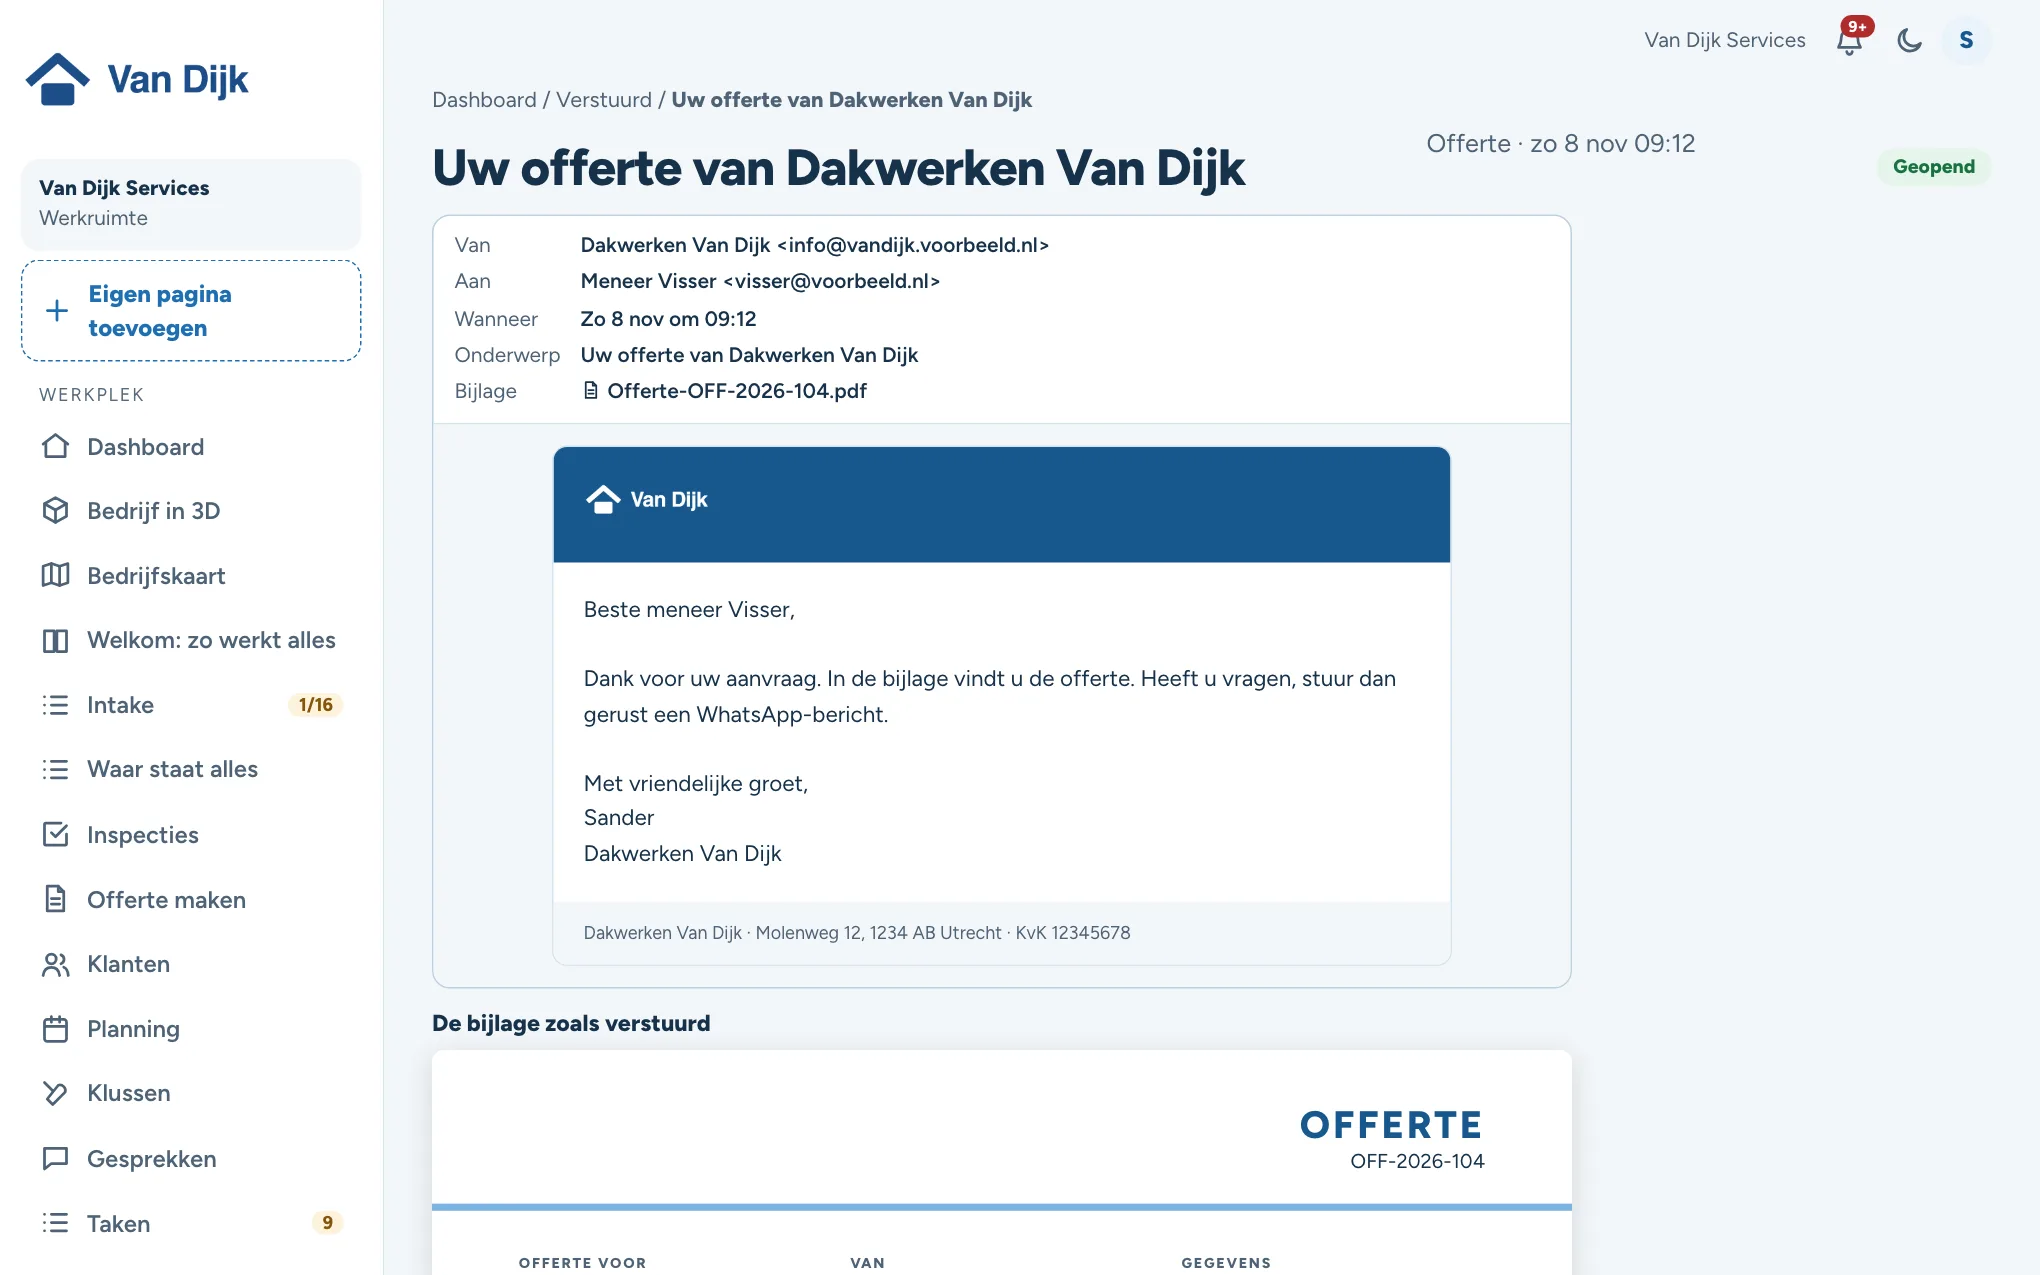 Van Dijk
Van Dijk Services
Werkruimte
Eigen pagina
toevoegen
WERKPLEK
Dashboard
Bedrijf in 3D
Bedrijfskaart
Welkom: zo werkt alles
Intake 1/16
Waar staat alles
Inspecties
Offerte maken
Klanten
Planning
Klussen
Gesprekken
Taken 9
Van Dijk Services 9+ S
Dashboard / Verstuurd / Uw offerte van Dakwerken Van Dijk
Uw offerte van Dakwerken Van Dijk
Offerte · zo 8 nov 09:12
Geopend
Van Dakwerken Van Dijk <info@vandijk.voorbeeld.nl>
Aan Meneer Visser <visser@voorbeeld.nl>
Wanneer Zo 8 nov om 09:12
Onderwerp Uw offerte van Dakwerken Van Dijk
Bijlage Offerte-OFF-2026-104.pdf
Van Dijk
Beste meneer Visser,
Dank voor uw aanvraag. In de bijlage vindt u de offerte. Heeft u vragen, stuur dan
gerust een WhatsApp-bericht.
Met vriendelijke groet,
Sander
Dakwerken Van Dijk
Dakwerken Van Dijk · Molenweg 12, 1234 AB Utrecht · KvK 12345678
De bijlage zoals verstuurd
OFFERTE
OFF-2026-104
OFFERTE VOOR VAN GEGEVENS